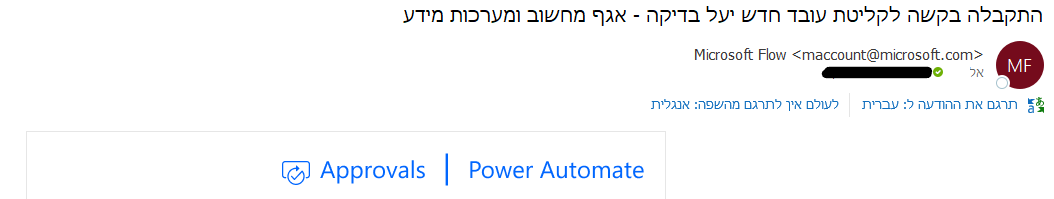 התקבלה בקשה לקליטת עובד חדש יעל בדיקה - אגף מחשוב ומערכות מידע
Microsoft Flow <maccount@microsoft.com>
MF
אל
תרגם את ההודעה ל: עברית | לעולם אין לתרגם מהשפה: אנגלית
Approvals | Power Automate